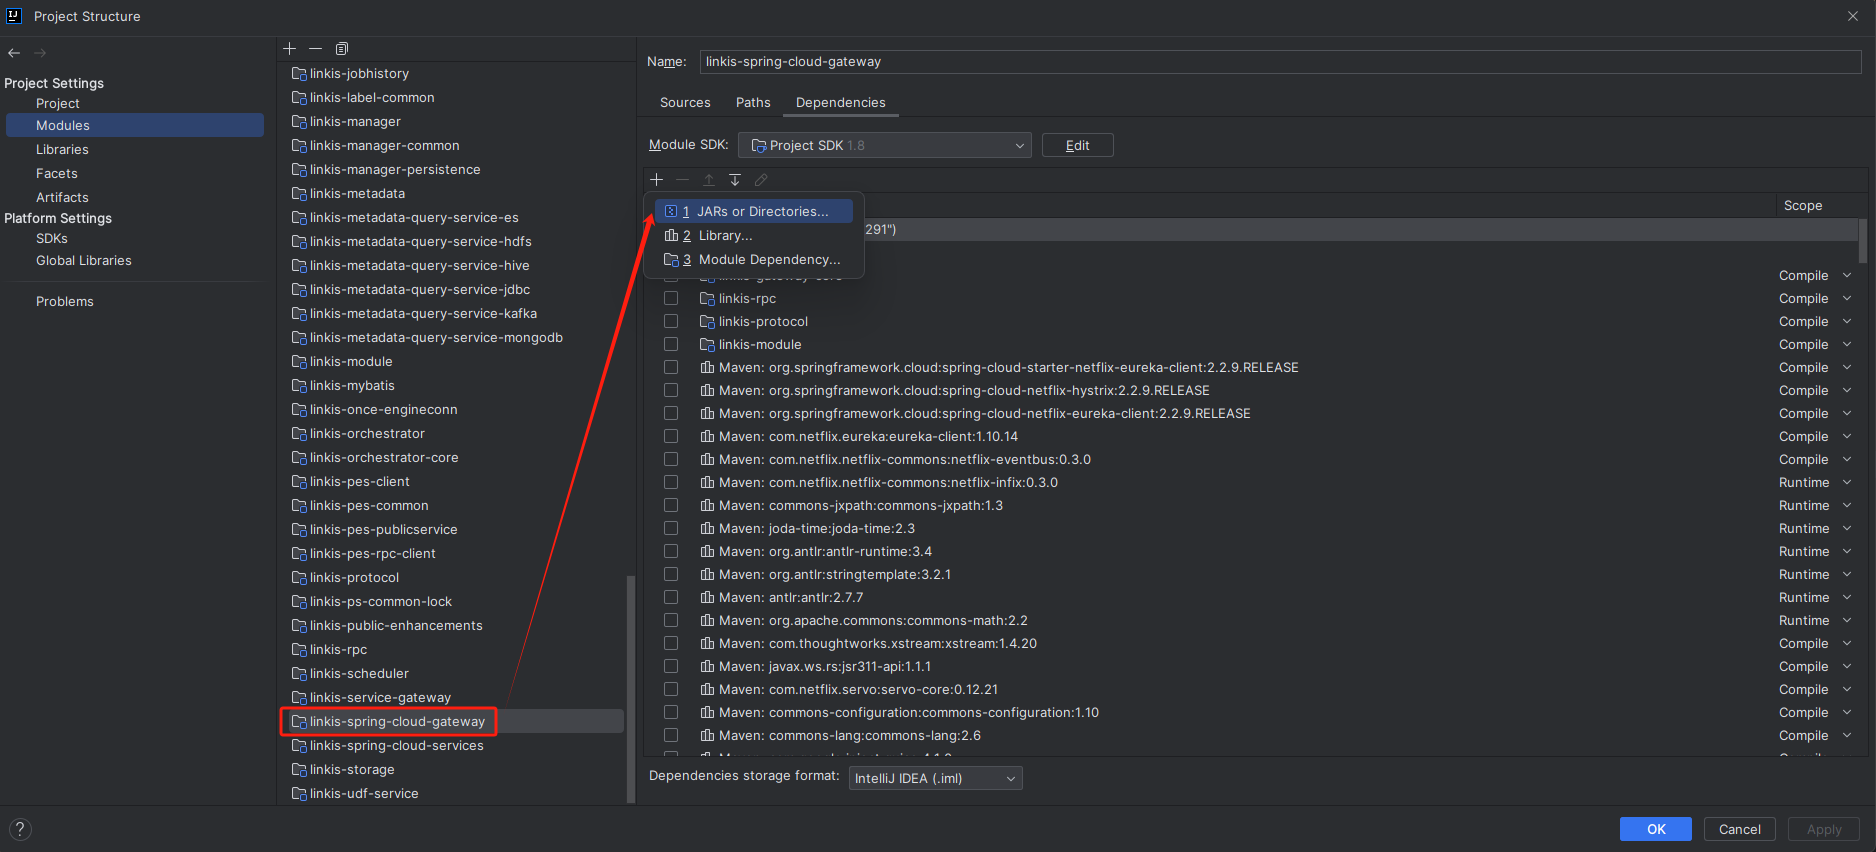 Project Structure
Project Settings
Project
Modules
Libraries
Facets
Artifacts
Platform Settings
SDKs
Global Libraries
Problems
linkis-jobhistory
linkis-label-common
linkis-manager
linkis-manager-common
linkis-manager-persistence
linkis-metadata
linkis-metadata-query-service-es
linkis-metadata-query-service-hdfs
linkis-metadata-query-service-hive
linkis-metadata-query-service-jdbc
linkis-metadata-query-service-kafka
linkis-metadata-query-service-mongodb
linkis-module
linkis-mybatis
linkis-once-engineconn
linkis-orchestrator
linkis-orchestrator-core
linkis-pes-client
linkis-pes-common
linkis-pes-publicservice
linkis-pes-rpc-client
linkis-protocol
linkis-ps-common-lock
linkis-public-enhancements
linkis-rpc
linkis-scheduler
linkis-service-gateway
linkis-spring-cloud-gateway
linkis-spring-cloud-services
linkis-storage
linkis-udf-service
Name: linkis-spring-cloud-gateway
Sources Paths Dependencies
Module SDK: Project SDK 1.8 Edit
Scope
1 JARs or Directories...
2 Library...
3 Module Dependency...
291")
Compile
linkis-rpc Compile
linkis-protocol Compile
linkis-module Compile
Maven: org.springframework.cloud:spring-cloud-starter-netflix-eureka-client:2.2.9.RELEASE Compile
Maven: org.springframework.cloud:spring-cloud-netflix-hystrix:2.2.9.RELEASE Compile
Maven: org.springframework.cloud:spring-cloud-netflix-eureka-client:2.2.9.RELEASE Compile
Maven: com.netflix.eureka:eureka-client:1.10.14 Compile
Maven: com.netflix.netflix-commons:netflix-eventbus:0.3.0 Compile
Maven: com.netflix.netflix-commons:netflix-infix:0.3.0 Runtime
Maven: commons-jxpath:commons-jxpath:1.3 Runtime
Maven: joda-time:joda-time:2.3 Runtime
Maven: org.antlr:antlr-runtime:3.4 Runtime
Maven: org.antlr:stringtemplate:3.2.1 Runtime
Maven: antlr:antlr:2.7.7 Runtime
Maven: org.apache.commons:commons-math:2.2 Runtime
Maven: com.thoughtworks.xstream:xstream:1.4.20 Compile
Maven: javax.ws.rs:jsr311-api:1.1.1 Compile
Maven: com.netflix.servo:servo-core:0.12.21 Compile
Maven: commons-configuration:commons-configuration:1.10 Compile
Maven: commons-lang:commons-lang:2.6 Compile
Dependencies storage format: IntelliJ IDEA (.iml)
? OK Cancel Apply